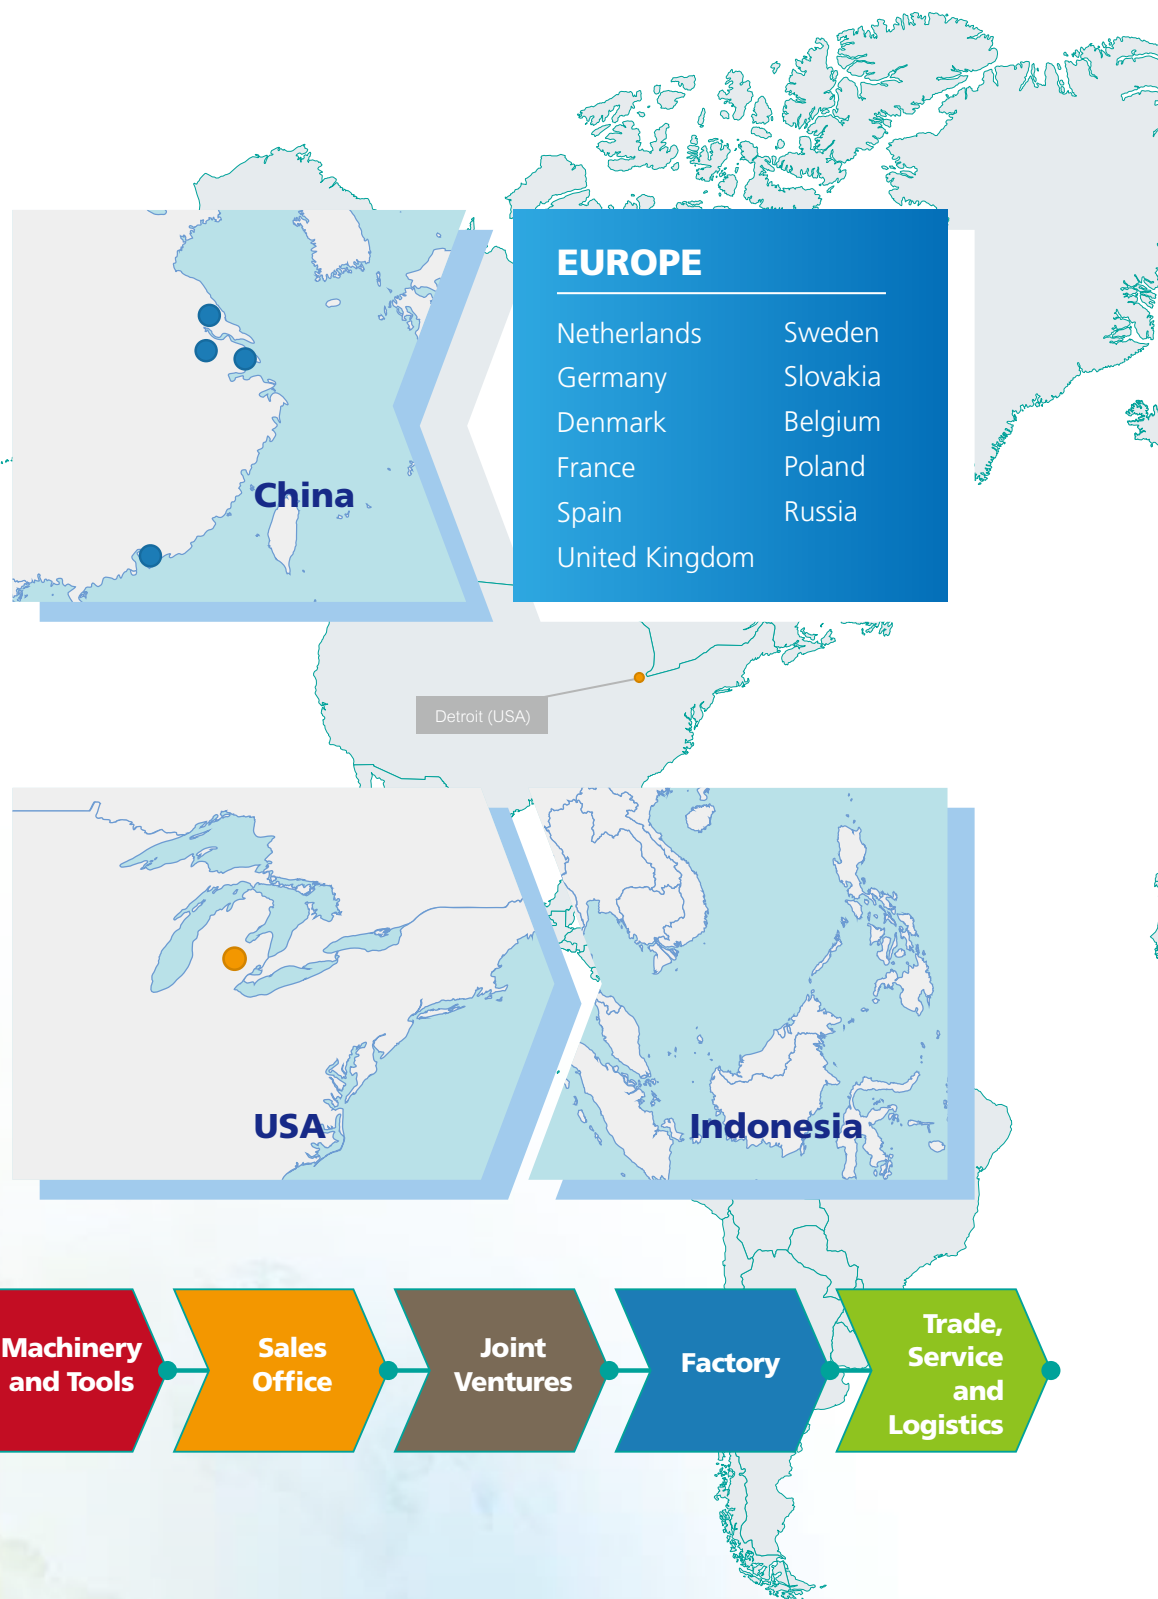 EUROPE
Netherlands
Germany
Denmark
France
Spain
United Kingdom
Sweden
Slovakia
Belgium
Poland
Russia
China
Detroit (USA)
USA
Indonesia
Machinery
and Tools
Sales
Office
Joint
Ventures
Factory
Trade,
Service
and
Logistics